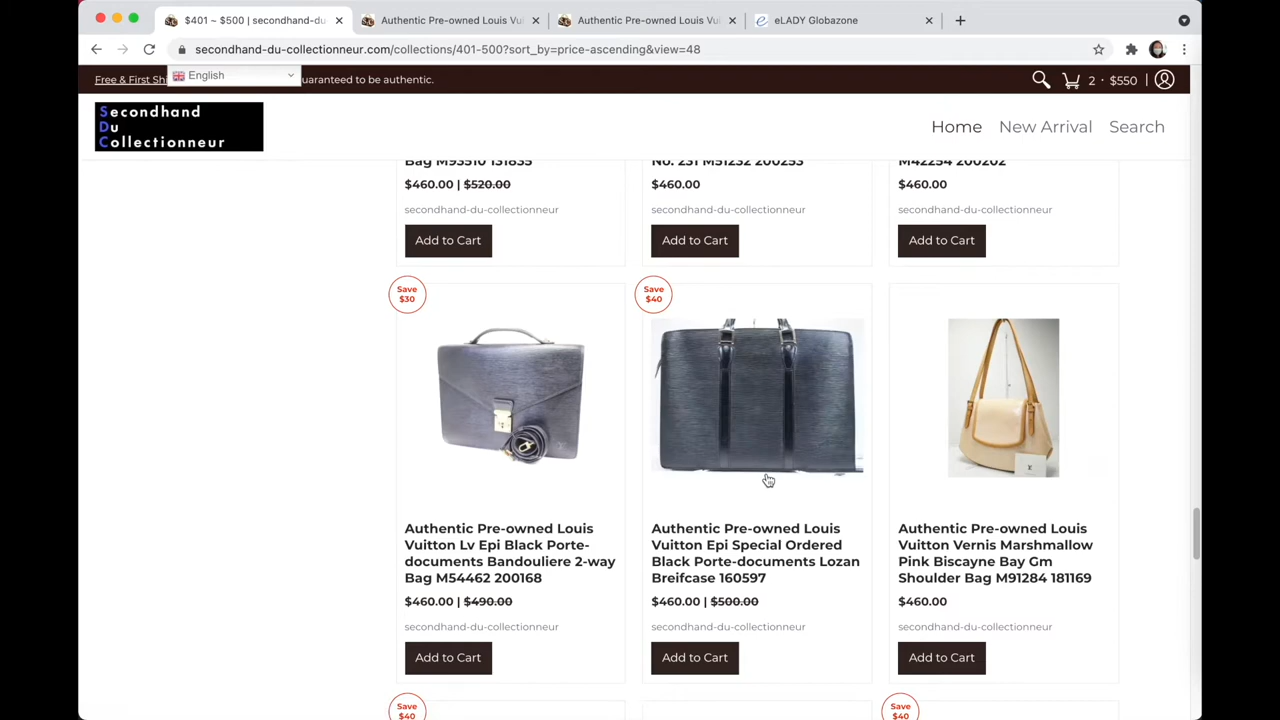 $401 ~ $500 | secondhand-du-
Authentic Pre-owned Louis Vui
Authentic Pre-owned Louis Vui
eLADY Globazone
secondhand-du-collectionneur.com/collections/401-500?sort_by=price-ascending&view=48
Free & First Shi
English
uaranteed to be authentic.
2 · $550
Secondhand
Du
Collectionneur
Home
New Arrival
Search
Bag M93510 131835
No. 231 M51232 200253
M42254 200202
$460.00 | $520.00
$460.00
$460.00
secondhand-du-collectionneur
secondhand-du-collectionneur
secondhand-du-collectionneur
Add to Cart
Add to Cart
Add to Cart
Save
$30
Save
$40
Authentic Pre-owned Louis
Vuitton Lv Epi Black Porte-
documents Bandouliere 2-way
Bag M54462 200168
$460.00 | $490.00
secondhand-du-collectionneur
Add to Cart
Authentic Pre-owned Louis
Vuitton Epi Special Ordered
Black Porte-documents Lozan
Breifcase 160597
$460.00 | $500.00
secondhand-du-collectionneur
Add to Cart
Authentic Pre-owned Louis
Vuitton Vernis Marshmallow
Pink Biscayne Bay Gm
Shoulder Bag M91284 181169
$460.00
secondhand-du-collectionneur
Add to Cart
Save
$40
Save
$40